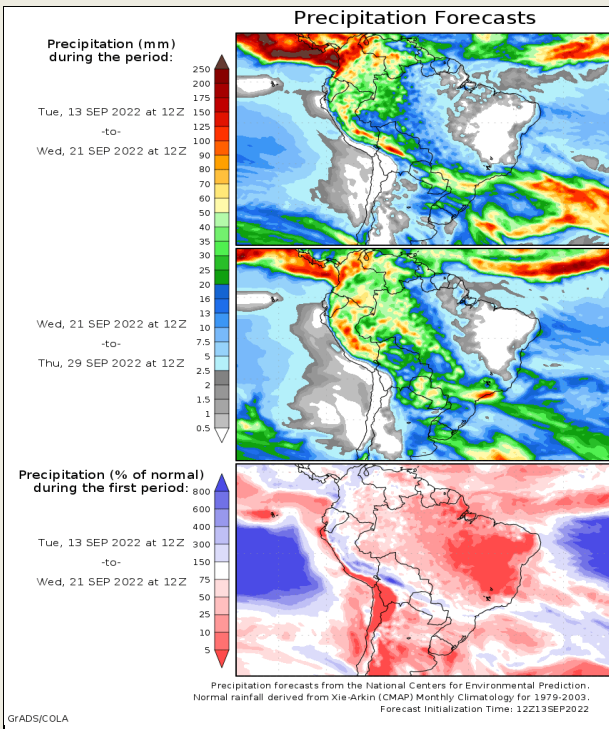 Precipitation Forecasts
Precipitation (mm)
during the period:
Tue, 13 SEP 2022 at 12Z
-to-
Wed, 21 SEP 2022 at 12Z
250
200
175
150
125
100
90
80
70
60
50
40
35
30
25
20
16
13
10
7.5
5
2.5
2
1.5
1
0.5
Wed, 21 SEP 2022 at 12Z
-to-
Thu, 29 SEP 2022 at 12Z
Precipitation (% of normal)
during the first period:
Tue, 13 SEP 2022 at 12Z
-to-
Wed, 21 SEP 2022 at 12Z
800
600
400
300
150
75
50
25
10
5
Precipitation forecasts from the National Centers for Environmental Prediction.
Normal rainfall derived from Xie-Arkin (CMAP) Monthly Climatology for 1979-2003.
Forecast Initialization Time: 12Z13SEP2022
GrADS/COLA